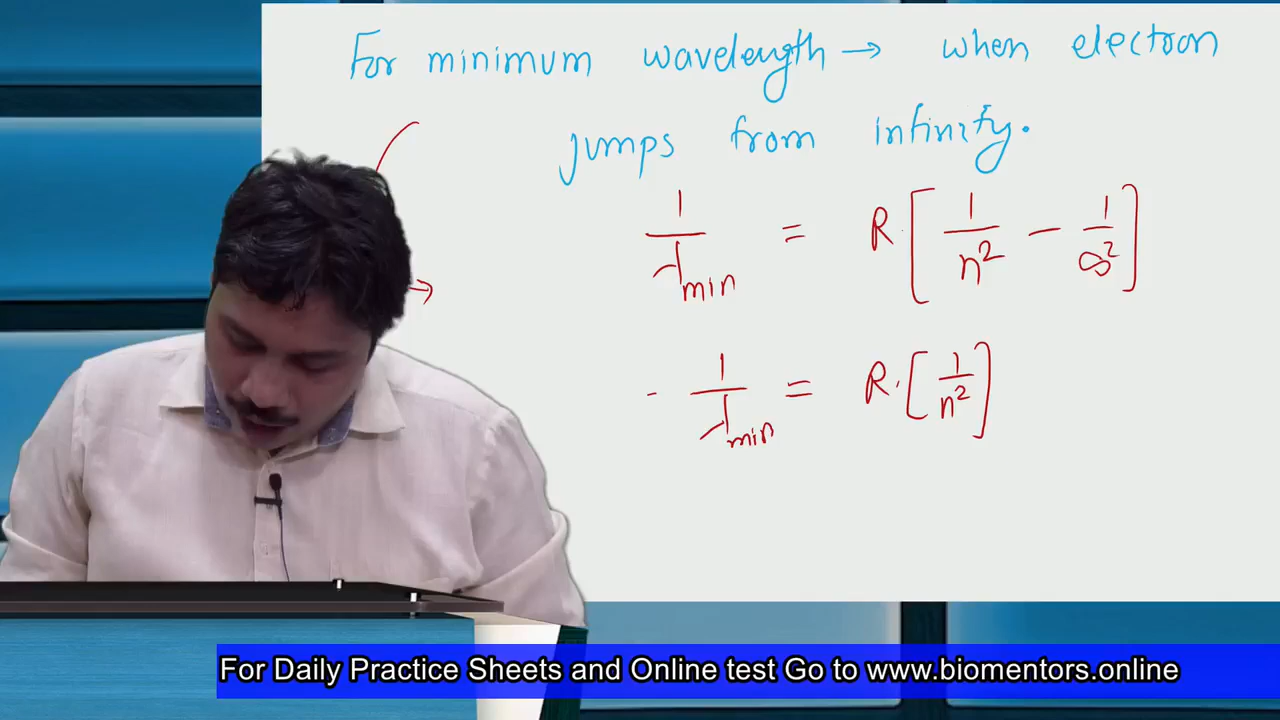 For minimum wavelength → when electron
jumps from infinity.
1/λmin = R·[1/n² − 1/∞²]
1/λmin = R·[1/n²]
For Daily Practice Sheets and Online test Go to www.biomentors.online